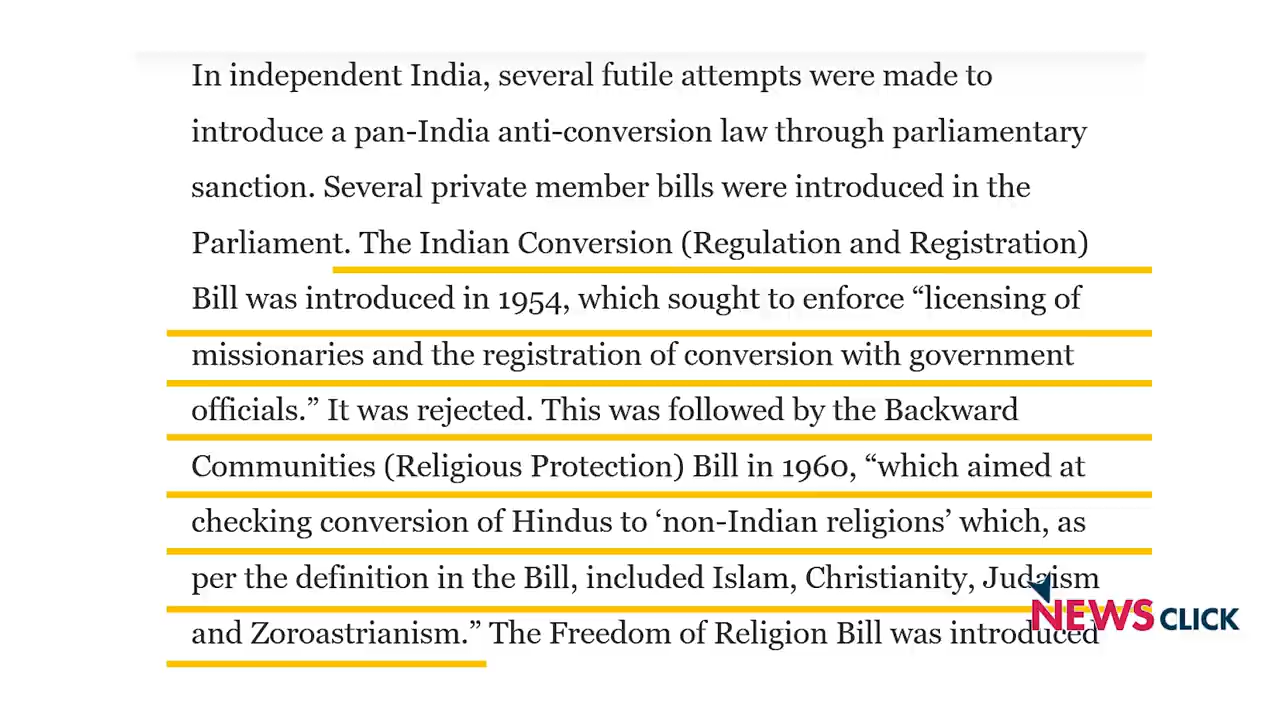 In independent India, several futile attempts were made to
introduce a pan-India anti-conversion law through parliamentary
sanction. Several private member bills were introduced in the
Parliament. The Indian Conversion (Regulation and Registration)
Bill was introduced in 1954, which sought to enforce “licensing of
missionaries and the registration of conversion with government
officials.” It was rejected. This was followed by the Backward
Communities (Religious Protection) Bill in 1960, “which aimed at
checking conversion of Hindus to ‘non-Indian religions’ which, as
per the definition in the Bill, included Islam, Christianity, Judaism
and Zoroastrianism.” The Freedom of Religion Bill was introduced
NEWSCLICK